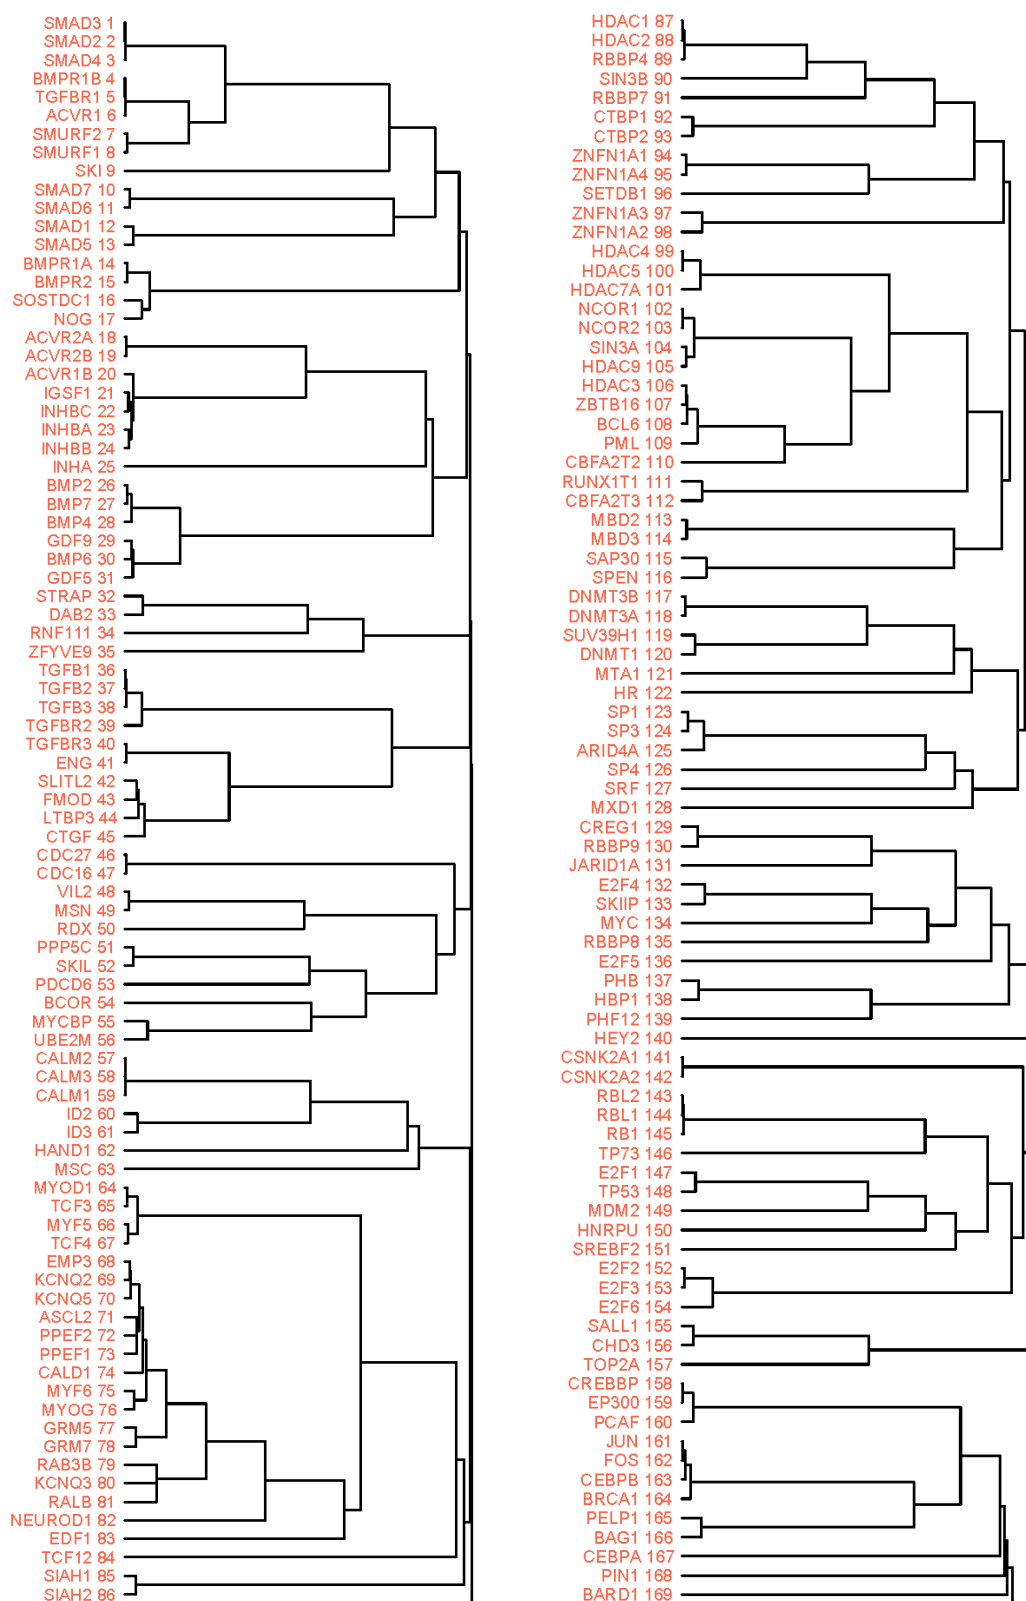 SMAD3 1
SMAD2 2
SMAD4 3
BMPR1B 4
TGFBR1 5
ACVR1 6
SMURF2 7
SMURF1 8
SKI 9
SMAD7 10
SMAD6 11
SMAD1 12
SMAD5 13
BMPR1A 14
BMPR2 15
SOSTDC1 16
NOG 17
ACVR2A 18
ACVR2B 19
ACVR1B 20
IGSF1 21
INHBC 22
INHBA 23
INHBB 24
INHA 25
BMP2 26
BMP7 27
BMP4 28
GDF9 29
BMP6 30
GDF5 31
STRAP 32
DAB2 33
RNF111 34
ZFYVE9 35
TGFB1 36
TGFB2 37
TGFB3 38
TGFBR2 39
TGFBR3 40
ENG 41
SLITL2 42
FMOD 43
LTBP3 44
CTGF 45
CDC27 46
CDC16 47
VIL2 48
MSN 49
RDX 50
PPP5C 51
SKIL 52
PDCD6 53
BCOR 54
MYCBP 55
UBE2M 56
CALM2 57
CALM3 58
CALM1 59
ID2 60
ID3 61
HAND1 62
MSC 63
MYOD1 64
TCF3 65
MYF5 66
TCF4 67
EMP3 68
KCNQ2 69
KCNQ5 70
ASCL2 71
PPEF2 72
PPEF1 73
CALD1 74
MYF6 75
MYOG 76
GRM5 77
GRM7 78
RAB3B 79
KCNQ3 80
RALB 81
NEUROD1 82
EDF1 83
TCF12 84
SIAH1 85
SIAH2 86
HDAC1 87
HDAC2 88
RBBP4 89
SIN3B 90
RBBP7 91
CTBP1 92
CTBP2 93
ZNFN1A1 94
ZNFN1A4 95
SETDB1 96
ZNFN1A3 97
ZNFN1A2 98
HDAC4 99
HDAC5 100
HDAC7A 101
NCOR1 102
NCOR2 103
SIN3A 104
HDAC9 105
HDAC3 106
ZBTB16 107
BCL6 108
PML 109
CBFA2T2 110
RUNX1T1 111
CBFA2T3 112
MBD2 113
MBD3 114
SAP30 115
SPEN 116
DNMT3B 117
DNMT3A 118
SUV39H1 119
DNMT1 120
MTA1 121
HR 122
SP1 123
SP3 124
ARID4A 125
SP4 126
SRF 127
MXD1 128
CREG1 129
RBBP9 130
JARID1A 131
E2F4 132
SKIIP 133
MYC 134
RBBP8 135
E2F5 136
PHB 137
HBP1 138
PHF12 139
HEY2 140
CSNK2A1 141
CSNK2A2 142
RBL2 143
RBL1 144
RB1 145
TP73 146
E2F1 147
TP53 148
MDM2 149
HNRPU 150
SREBF2 151
E2F2 152
E2F3 153
E2F6 154
SALL1 155
CHD3 156
TOP2A 157
CREBBP 158
EP300 159
PCAF 160
JUN 161
FOS 162
CEBPB 163
BRCA1 164
PELP1 165
BAG1 166
CEBPA 167
PIN1 168
BARD1 169